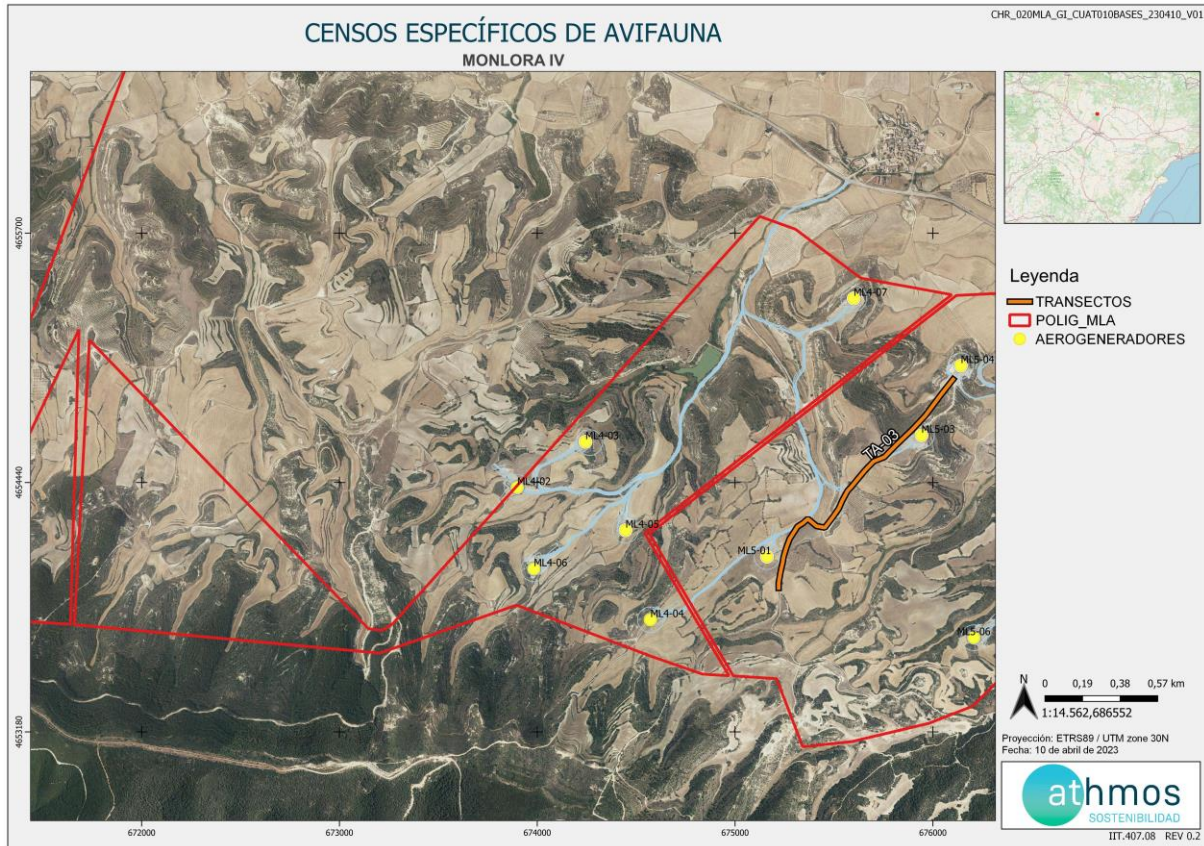 CHR_020MLA_GI_CUAT010BASES_230410_V01
CENSOS ESPECÍFICOS DE AVIFAUNA
MONLORA IV
4655700
4654440
4653180
ML4-07
ML5-04
TA-03
ML5-03
ML4-03
ML4-02
ML4-05
ML5-01
ML4-06
ML4-04
ML5-06
672000
673000
674000
675000
676000
Leyenda
TRANSECTOS
POLIG_MLA
AEROGENERADORES
N
0 0,19 0,38 0,57 km
1:14.562,686552
Proyección: ETRS89 / UTM zone 30N
Fecha: 10 de abril de 2023
athmos
SOSTENIBILIDAD
IIT.407.08 REV 0.2